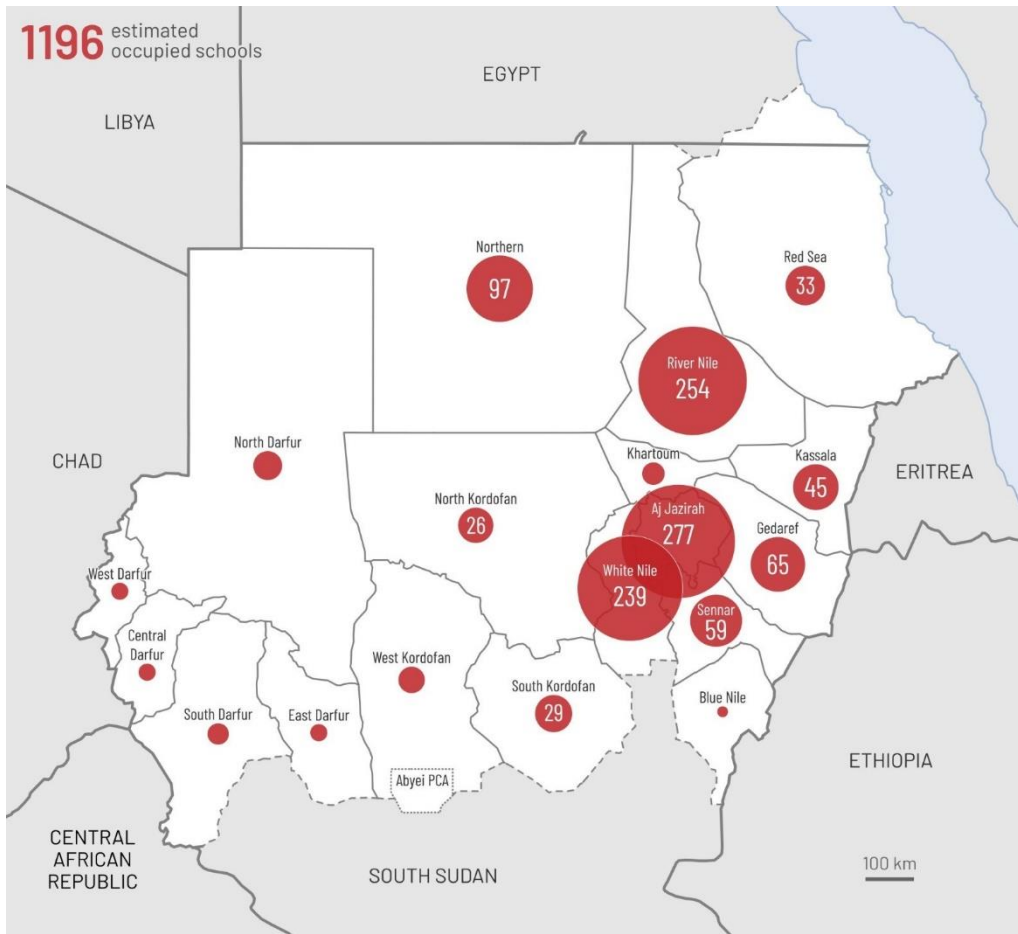 1196 estimated
occupied schools
EGYPT
LIBYA
Northern
97
Red Sea
33
River Nile
254
CHAD
North Darfur
Khartoum
Kassala
45
ERITREA
North Kordofan
26
Aj Jazirah
277
Gedaref
65
West Darfur
White Nile
239
Sennar
59
Central
Darfur
West Kordofan
South Kordofan
29
Blue Nile
South Darfur
East Darfur
Abyei PCA
ETHIOPIA
CENTRAL
AFRICAN
REPUBLIC
SOUTH SUDAN
100 km